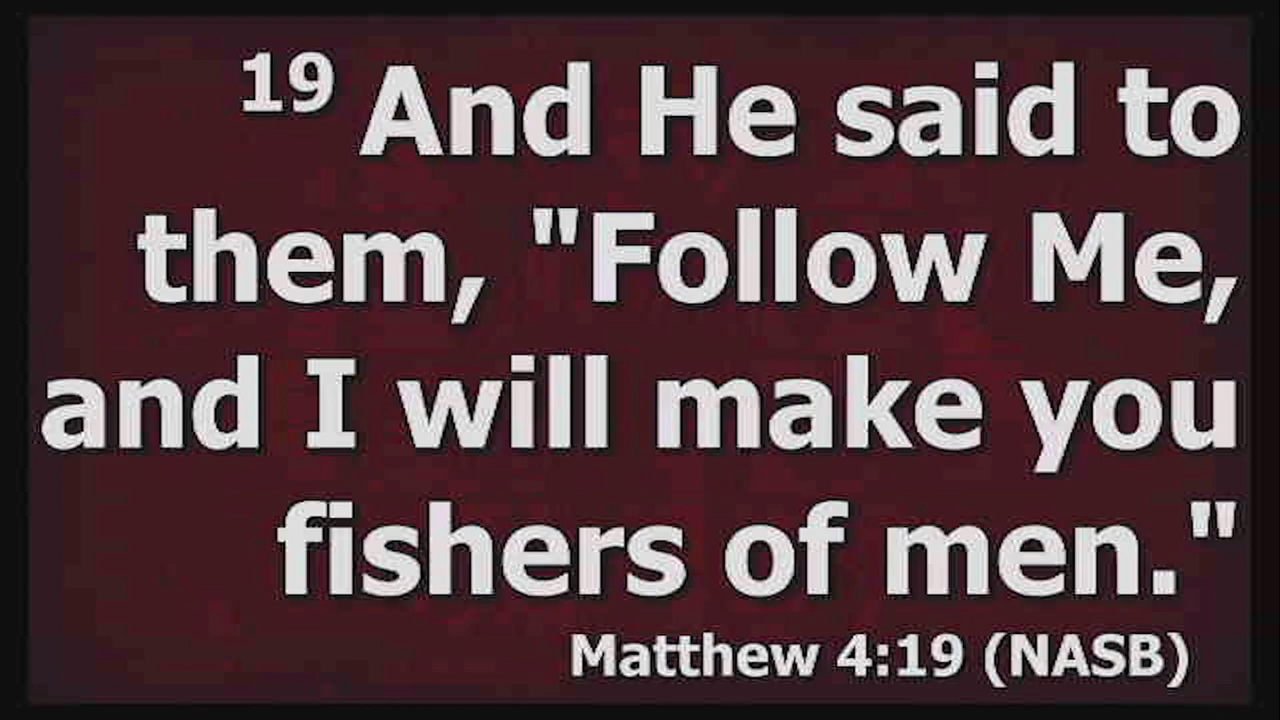 19 And He said to
them, "Follow Me,
and I will make you
fishers of men."
Matthew 4:19 (NASB)